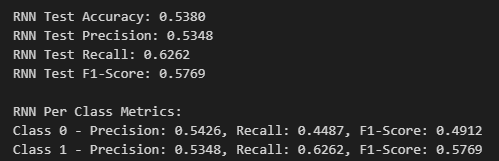 RNN Test Accuracy: 0.5380
RNN Test Precision: 0.5348
RNN Test Recall: 0.6262
RNN Test F1-Score: 0.5769
RNN Per Class Metrics:
Class 0 - Precision: 0.5426, Recall: 0.4487, F1-Score: 0.4912
Class 1 - Precision: 0.5348, Recall: 0.6262, F1-Score: 0.5769